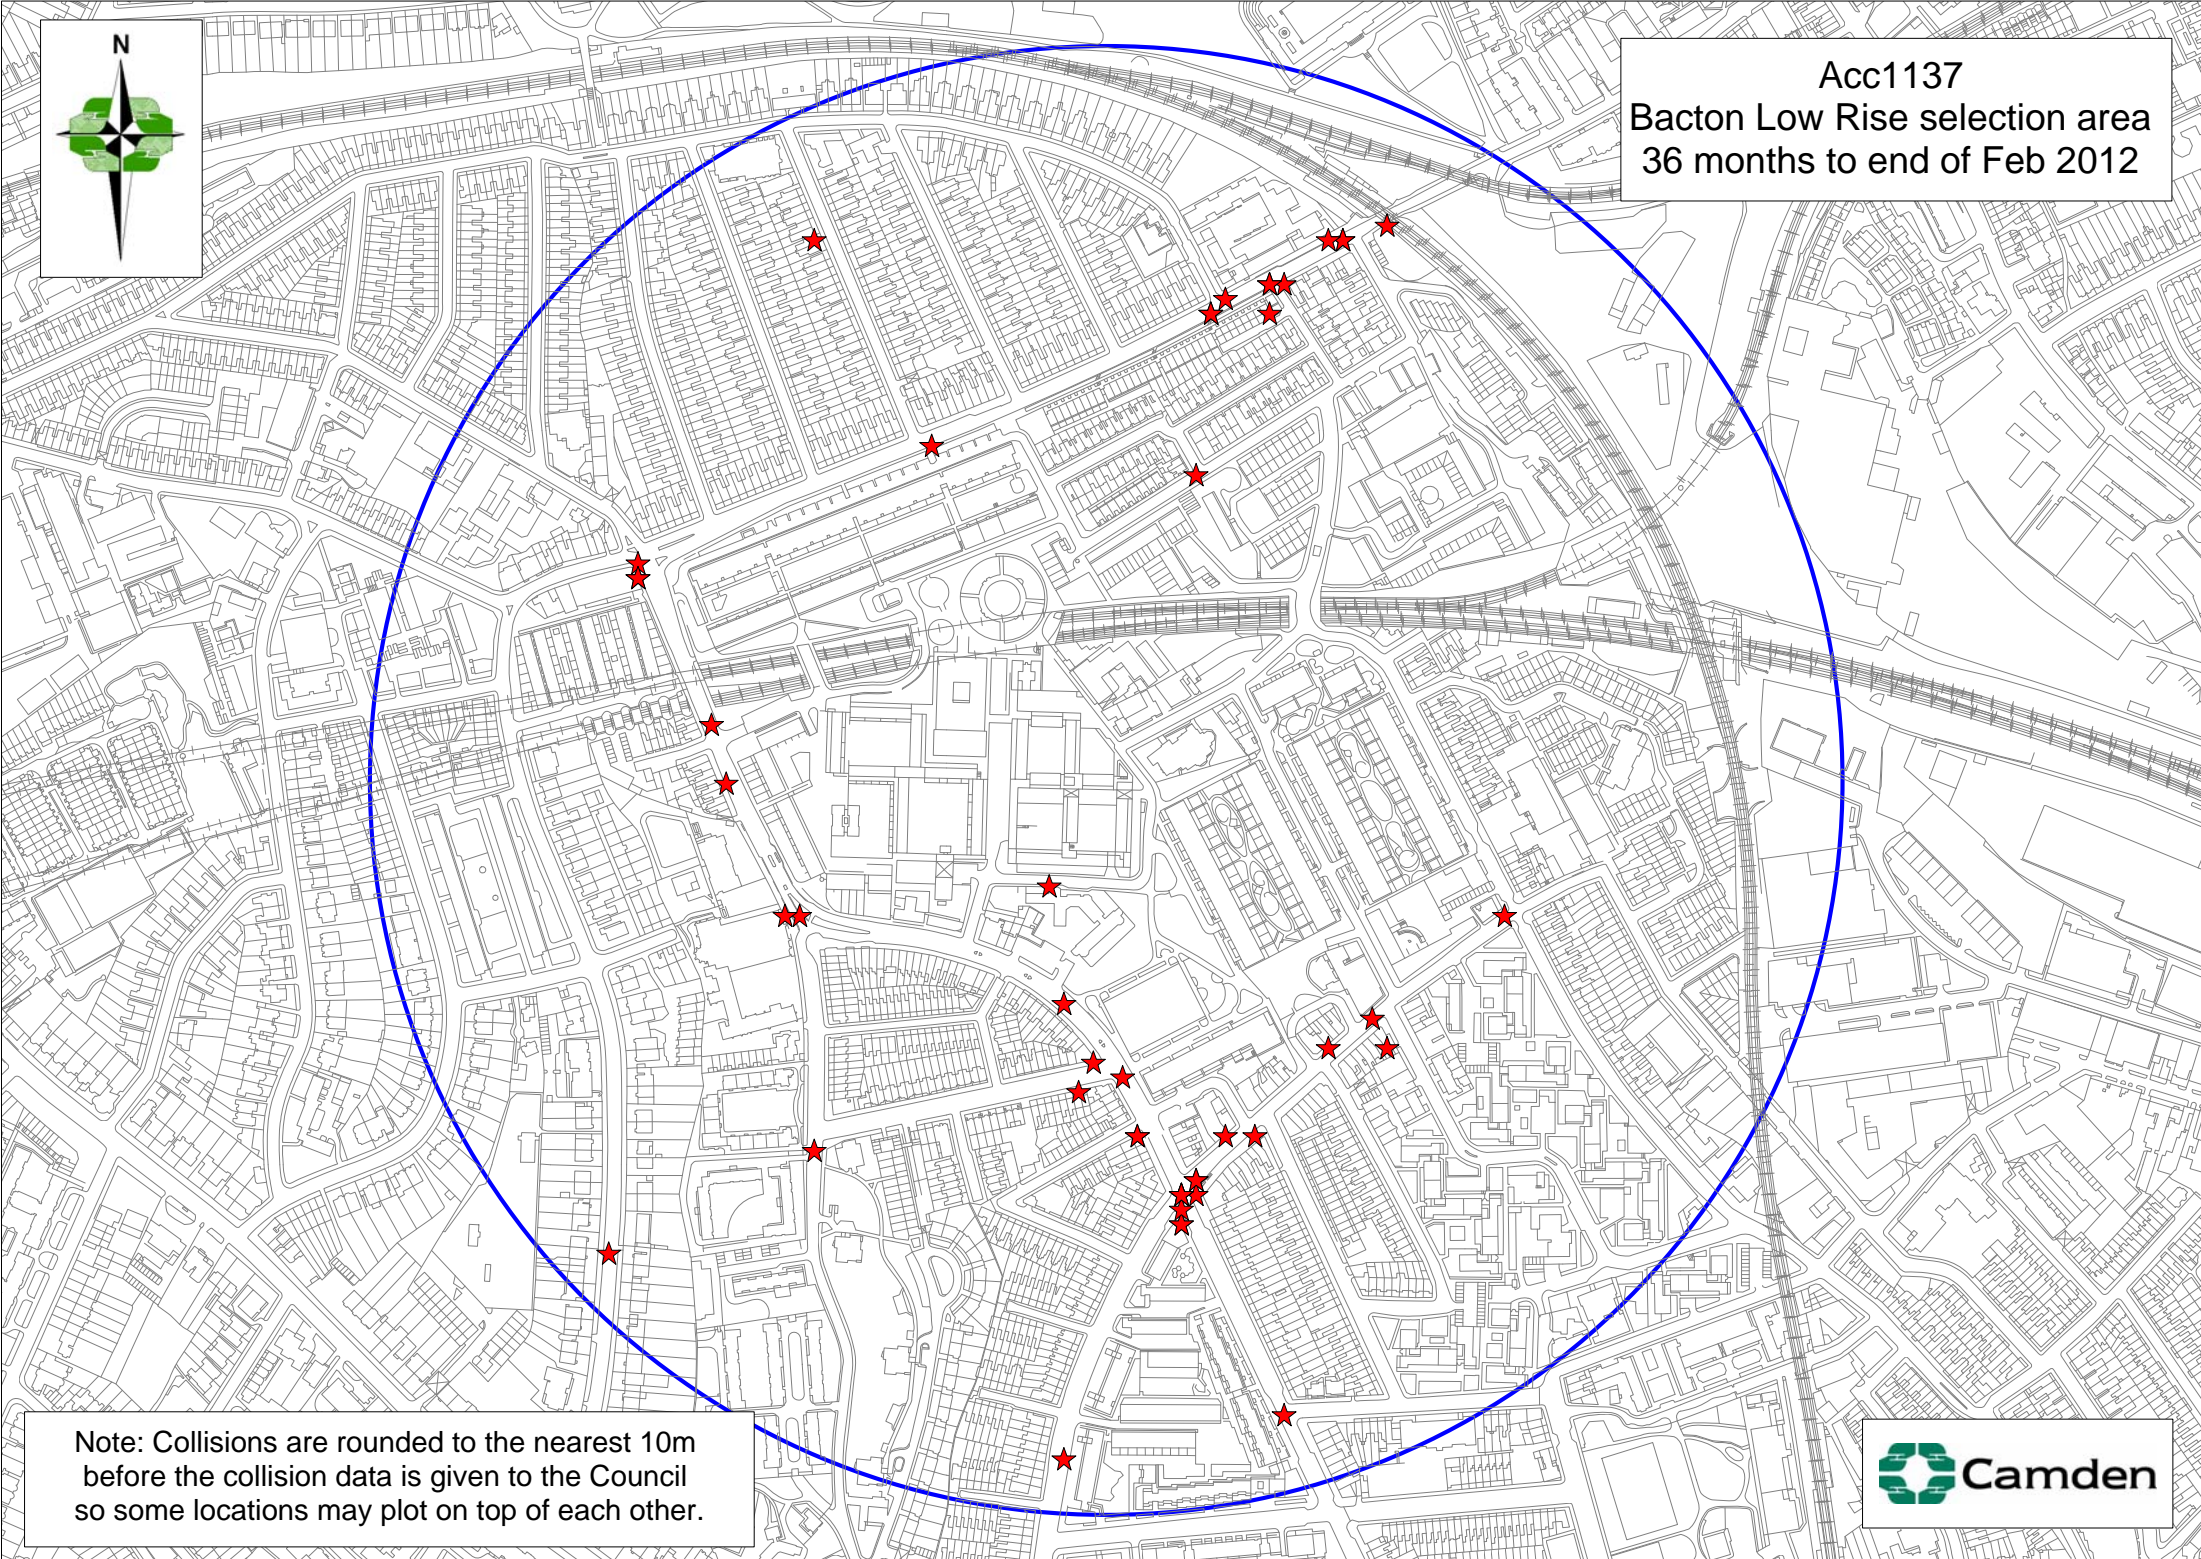 N
Acc1137
Bacton Low Rise selection area
36 months to end of Feb 2012
Note: Collisions are rounded to the nearest 10m
before the collision data is given to the Council
so some locations may plot on top of each other.
Camden